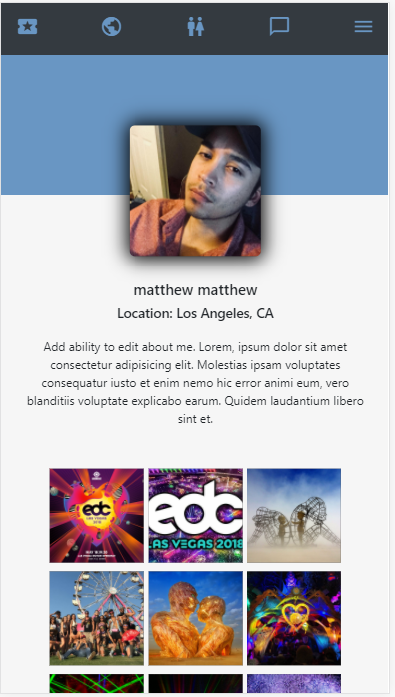 matthew matthew
Location: Los Angeles, CA
Add ability to edit about me. Lorem, ipsum dolor sit amet
consectetur adipisicing elit. Molestias ipsam voluptates
consequatur iusto et enim nemo hic error animi eum, vero
blanditiis voluptate explicabo earum. Quidem laudantium libero
sint et.
edc
LAS VEGAS 2018
edc
LAS VEGAS 2018